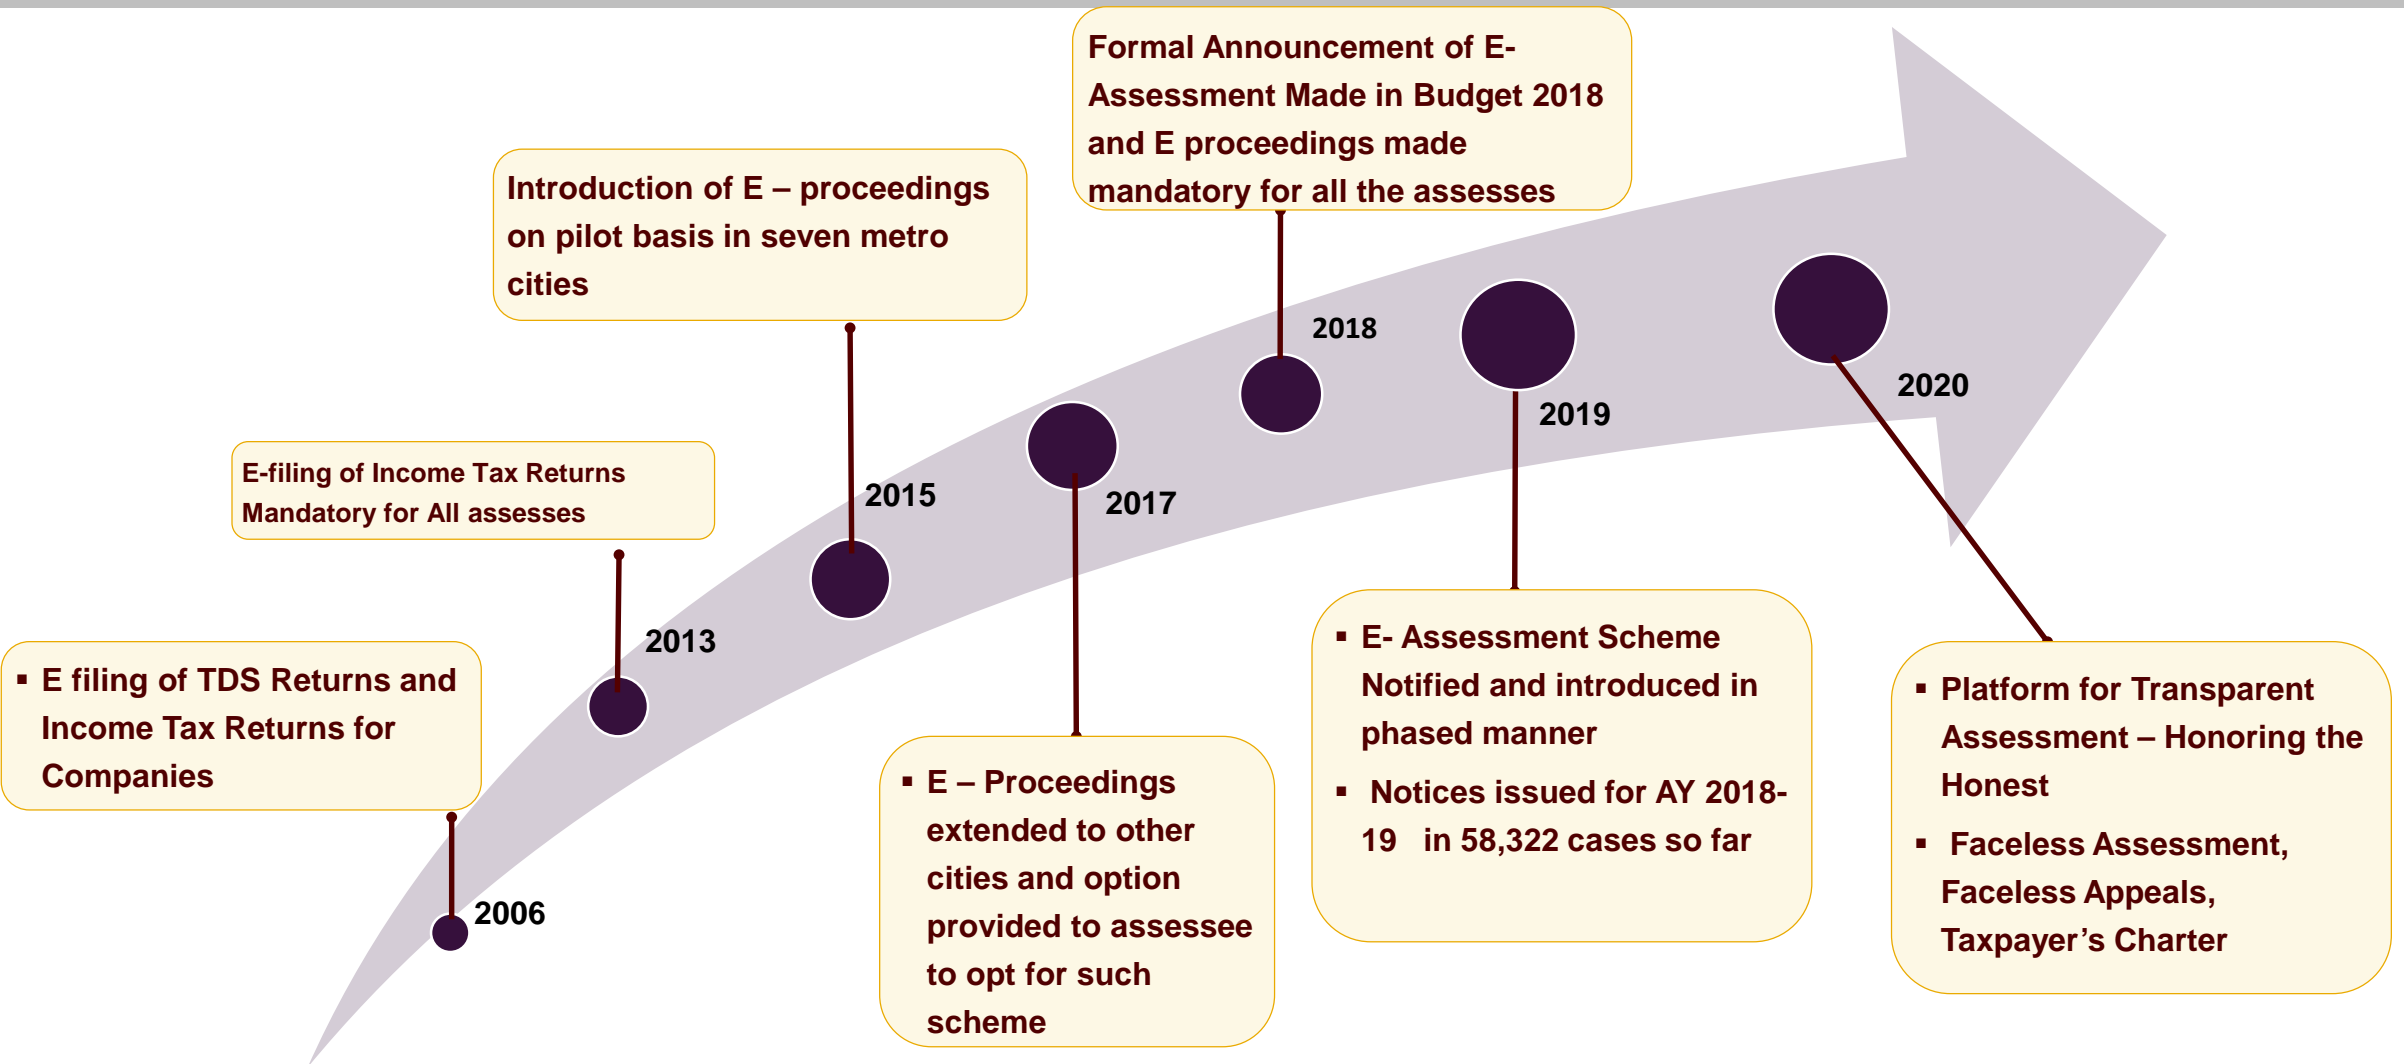 ▪ E filing of TDS Returns and
Income Tax Returns for
Companies
2006
E-filing of Income Tax Returns
Mandatory for All assesses
2013
Introduction of E – proceedings
on pilot basis in seven metro
cities
2015
▪ E – Proceedings
extended to other
cities and option
provided to assessee
to opt for such
scheme
2017
Formal Announcement of E-
Assessment Made in Budget 2018
and E proceedings made
mandatory for all the assesses
2018
▪ E- Assessment Scheme
Notified and introduced in
phased manner
▪ Notices issued for AY 2018-
19 in 58,322 cases so far
2019
▪ Platform for Transparent
Assessment – Honoring the
Honest
▪ Faceless Assessment,
Faceless Appeals,
Taxpayer’s Charter
2020